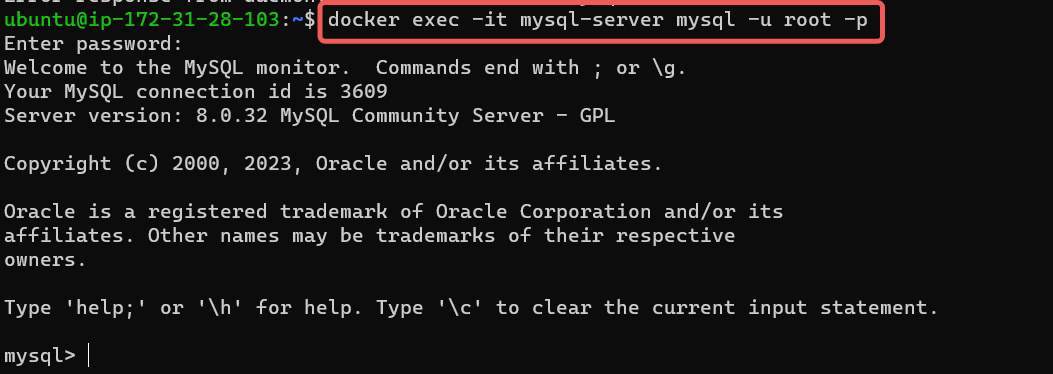 ubuntu@ip-172-31-28-103:~$ docker exec -it mysql-server mysql -u root -p
Enter password:
Welcome to the MySQL monitor.  Commands end with ; or \g.
Your MySQL connection id is 3609
Server version: 8.0.32 MySQL Community Server - GPL
Copyright (c) 2000, 2023, Oracle and/or its affiliates.
Oracle is a registered trademark of Oracle Corporation and/or its
affiliates. Other names may be trademarks of their respective
owners.
Type 'help;' or '\h' for help. Type '\c' to clear the current input statement.
mysql>